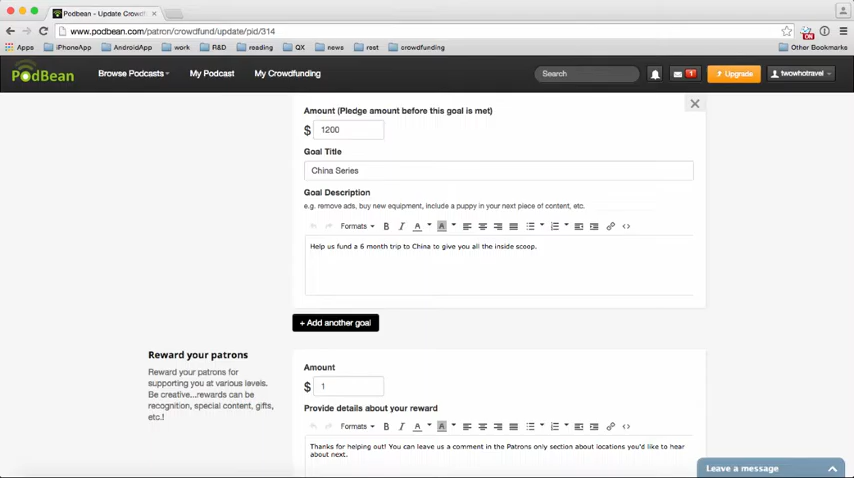 Podbean - Update Crowdf
www.podbean.com/patron/crowdfund/update/pid/314
ON
Apps iPhoneApp AndroidApp work R&D reading QX news rest crowdfunding Other Bookmarks
PodBean Browse Podcasts My Podcast My Crowdfunding Search 1 Upgrade twowhotravel
Amount (Pledge amount before this goal is met)
$ 1200
Goal Title
China Series
Goal Description
e.g. remove ads, buy new equipment, include a puppy in your next piece of content, etc.
Formats B I A A
Help us fund a 6 month trip to China to give you all the inside scoop.
+ Add another goal
Reward your patrons
Reward your patrons for
supporting you at various levels.
Be creative...rewards can be
recognition, special content, gifts,
etc.!
Amount
$ 1
Provide details about your reward
Formats B I A A
Thanks for helping out! You can leave us a comment in the Patrons only section about locations you'd like to hear
about next.
Leave a message